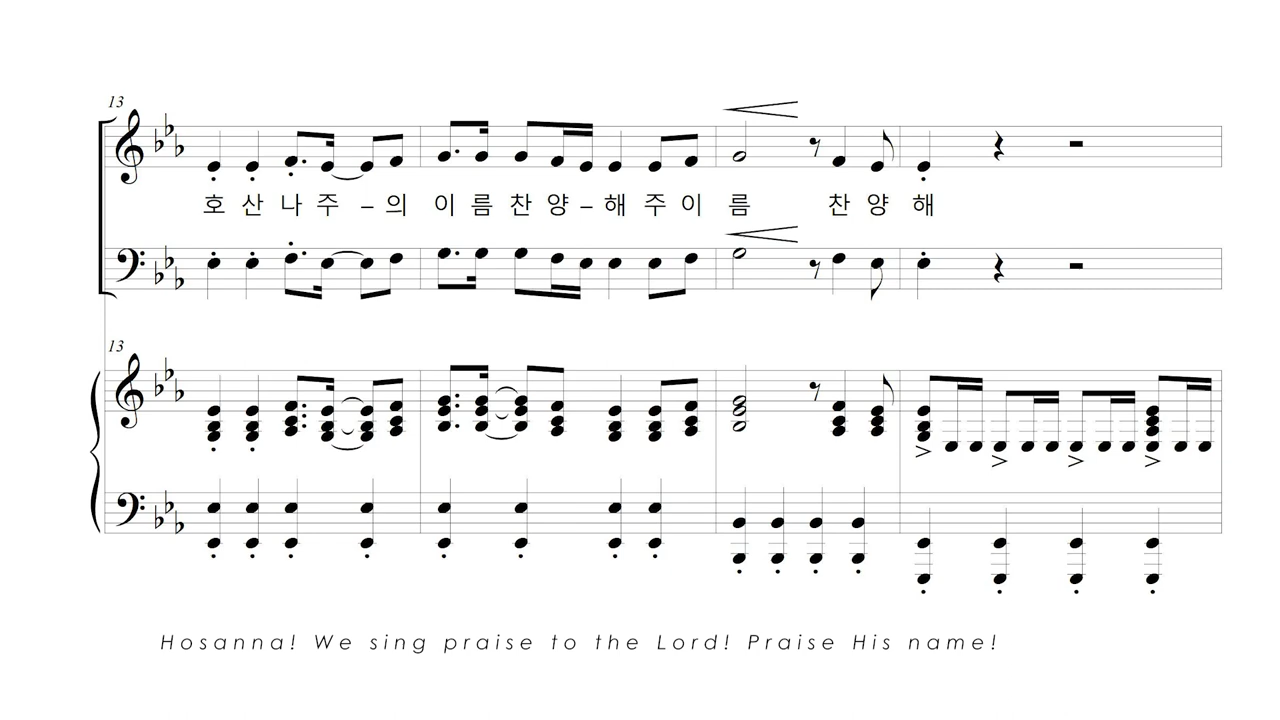 13
호 산 나 주 – 의 이 름 찬 양 – 해 주 이 름 찬 양 해
13
Hosanna! We sing praise to the Lord! Praise His name!